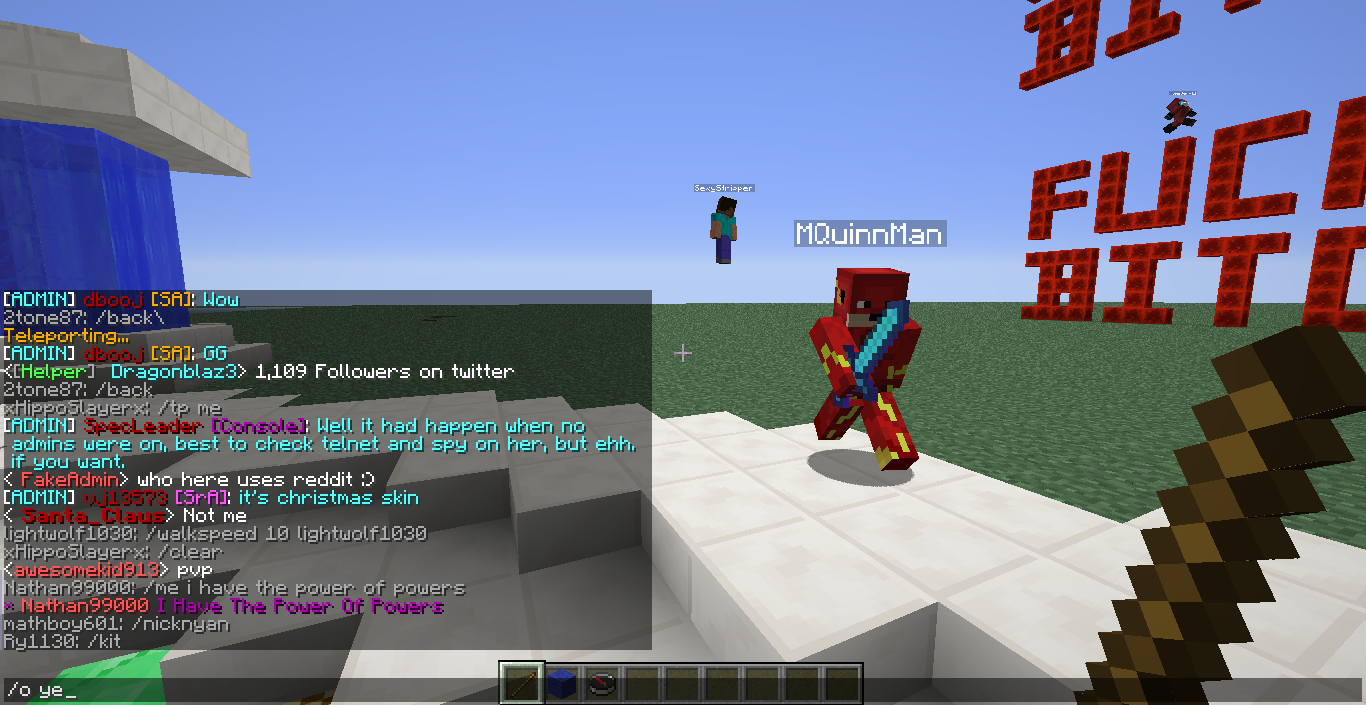 SexyStripper
MQuinnMan
FUC
BITC
[ADMIN] dbooj [SA]: Wow
2tone87: /back\
Teleporting...
[ADMIN] dbooj [SA]: GG
<[Helper] Dragonblaz3> 1,109 Followers on twitter
2tone87: /back
xHippoSlayerx: /tp me
[ADMIN] SpecLeader [Console]: Well it had happen when no
admins were on, best to check telnet and spy on her, but ehh.
if you want.
< FakeAdmin> who here uses reddit :)
[ADMIN] vj13573 [SrA]: it's christmas skin
< Santa_Claus> Not me
lightwolf1030: /walkspeed 10 lightwolf1030
xHippoSlayerx: /clear
<awesomekid913> pvp
Nathan99000: /me i have the power of powers
* Nathan99000 I Have The Power Of Powers
mathboy601: /nicknyan
Ry1130: /kit
/o ye_